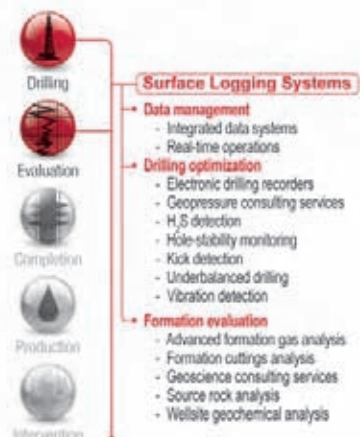 Drilling
Evaluation
Completion
Production
Intervention
Surface Logging Systems
• Data management
- Integrated data systems
- Real-time operations
• Drilling optimization
- Electronic drilling recorders
- Geopressure consulting services
- H₂S detection
- Hole-stability monitoring
- Kick detection
- Underbalanced drilling
- Vibration detection
• Formation evaluation
- Advanced formation gas analysis
- Formation cuttings analysis
- Geoscience consulting services
- Source rock analysis
- Wellsite geochemical analysis